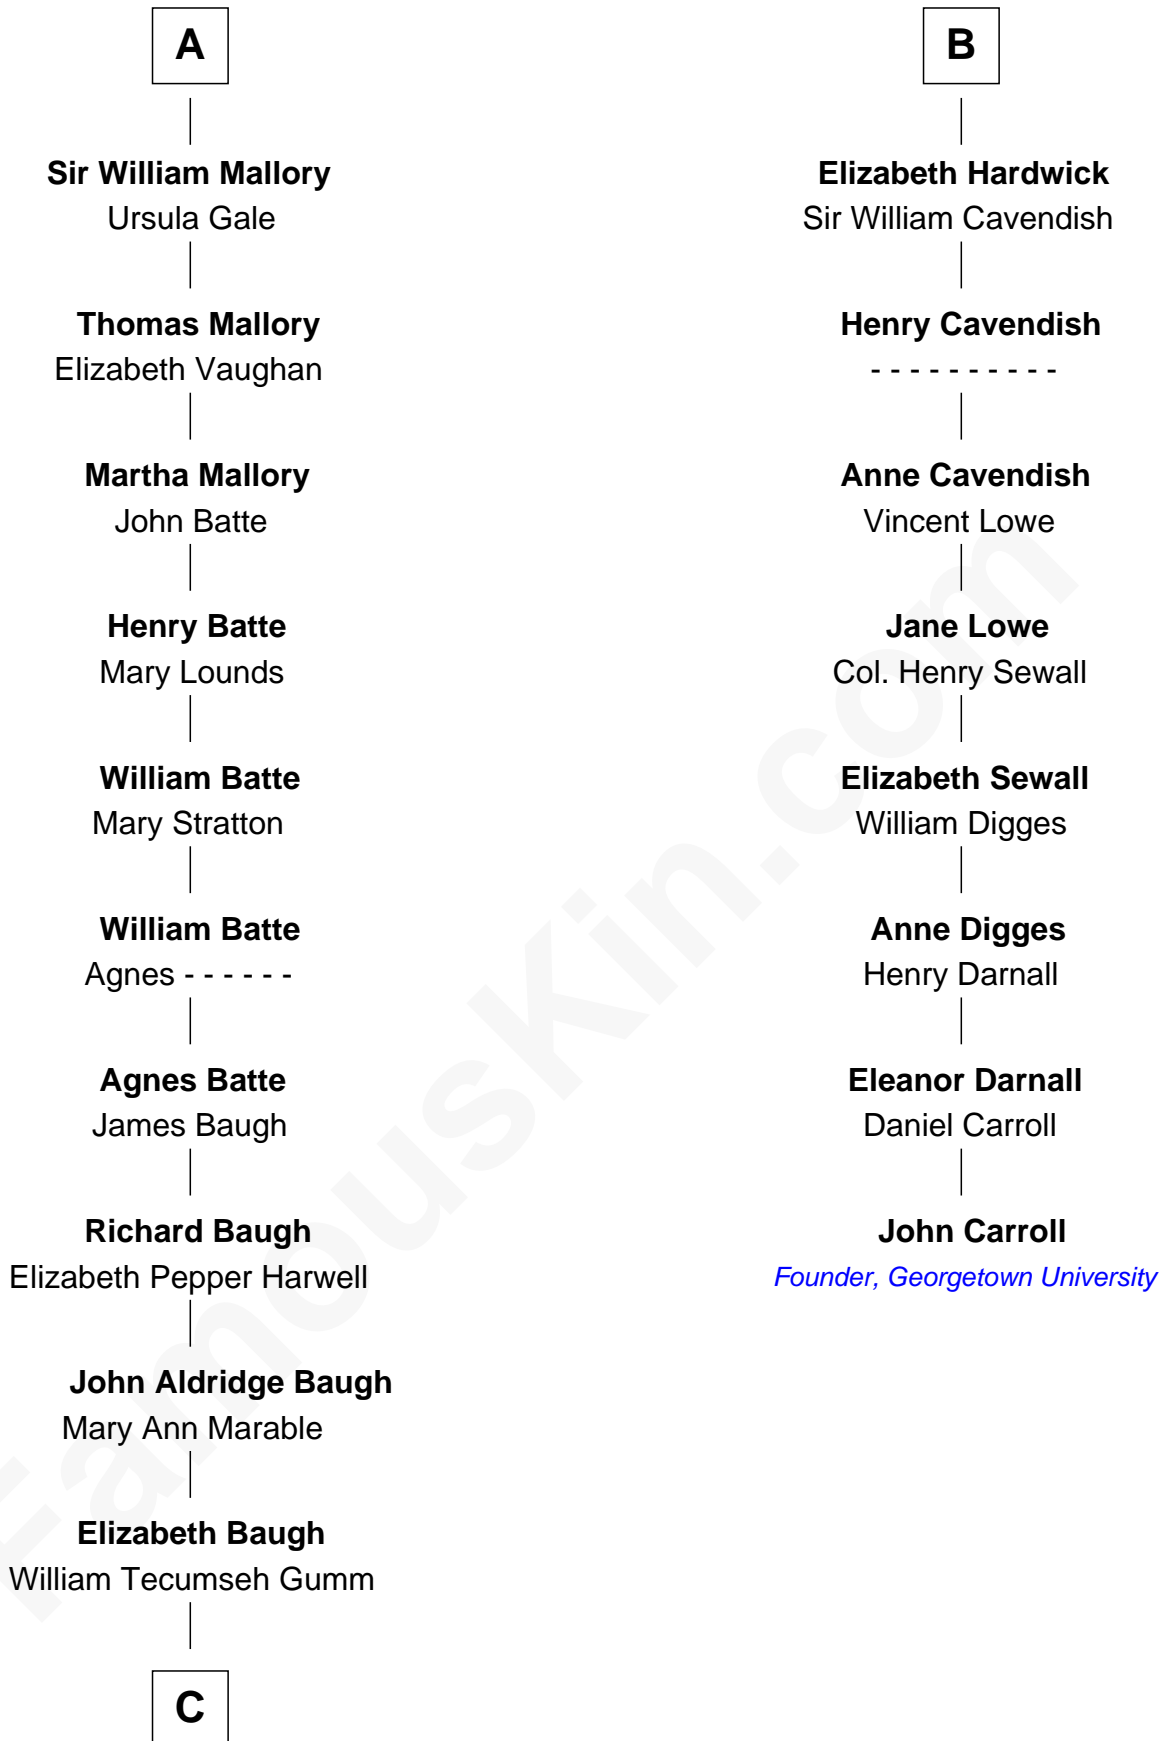 A
Sir William Mallory
Ursula Gale
Thomas Mallory
Elizabeth Vaughan
Martha Mallory
John Batte
Henry Batte
Mary Lounds
William Batte
Mary Stratton
William Batte
Agnes - - - - - -
Agnes Batte
James Baugh
Richard Baugh
Elizabeth Pepper Harwell
John Aldridge Baugh
Mary Ann Marable
Elizabeth Baugh
William Tecumseh Gumm
C
B
Elizabeth Hardwick
Sir William Cavendish
Henry Cavendish
- - - - - - - - - -
Anne Cavendish
Vincent Lowe
Jane Lowe
Col. Henry Sewall
Elizabeth Sewall
William Digges
Anne Digges
Henry Darnall
Eleanor Darnall
Daniel Carroll
John Carroll
Founder, Georgetown University
FamousKin.com